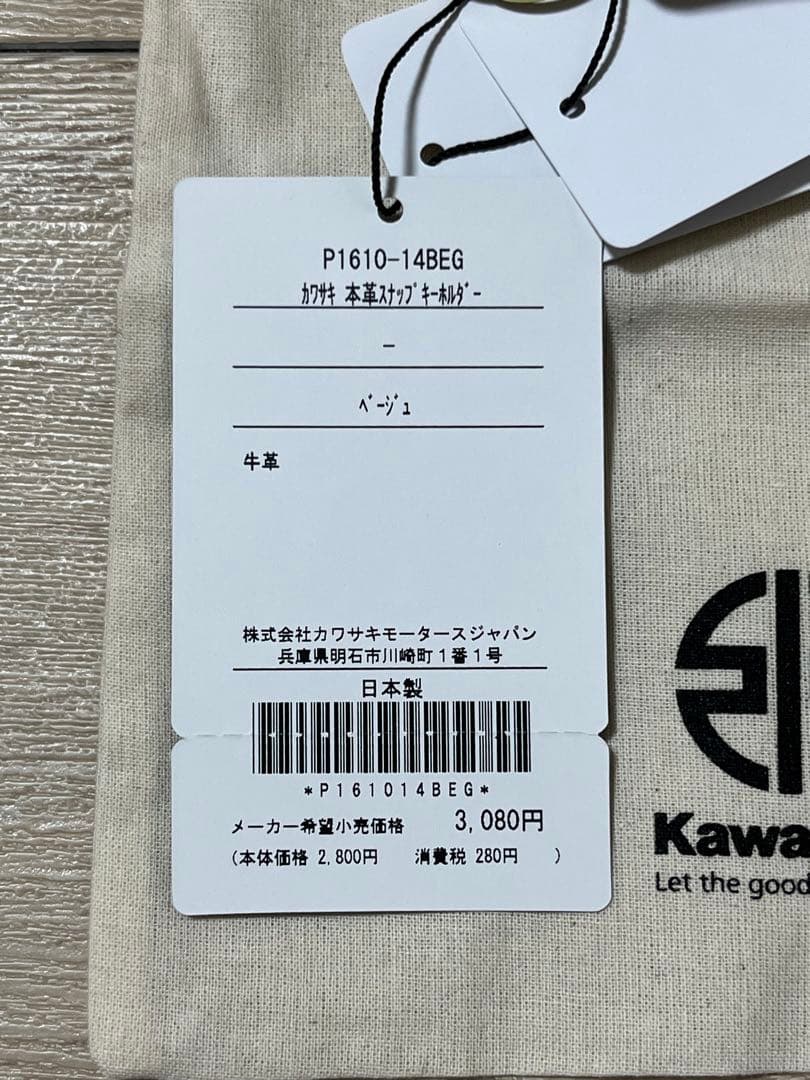 P1610-14BEG
ｶﾜｻｷ 本革ｽﾅｯﾌﾟｷｰﾎﾙﾀﾞｰ
－
ﾍﾞｰｼﾞｭ
牛革
株式会社カワサキモータースジャパン
兵庫県明石市川崎町１番１号
日本製
*P161014BEG*
メーカー希望小売価格 3,080円
(本体価格 2,800円 消費税 280円 )
Kawa
Let the good